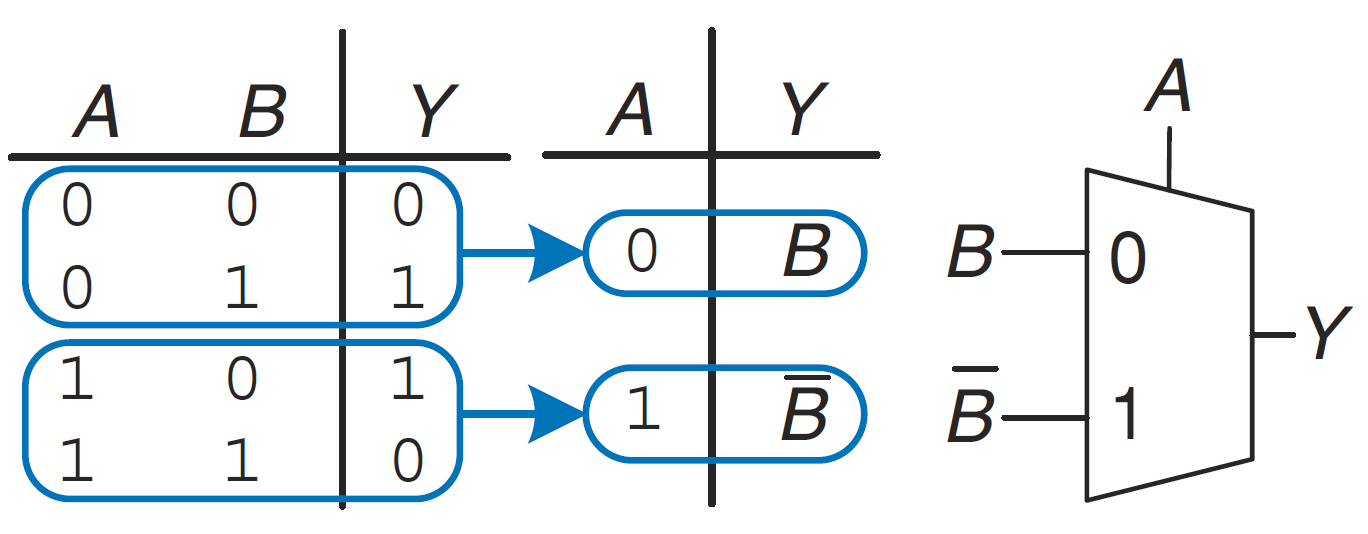 A B Y
0 0 0
0 1 1
1 0 1
1 1 0
A Y
0 B
1 B̅
A
B 0
B̅ 1
Y